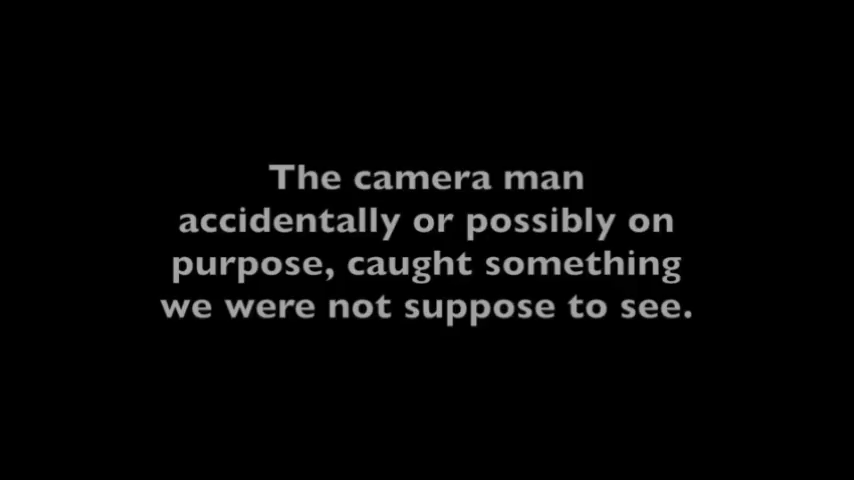 The camera man
accidentally or possibly on
purpose, caught something
we were not suppose to see.